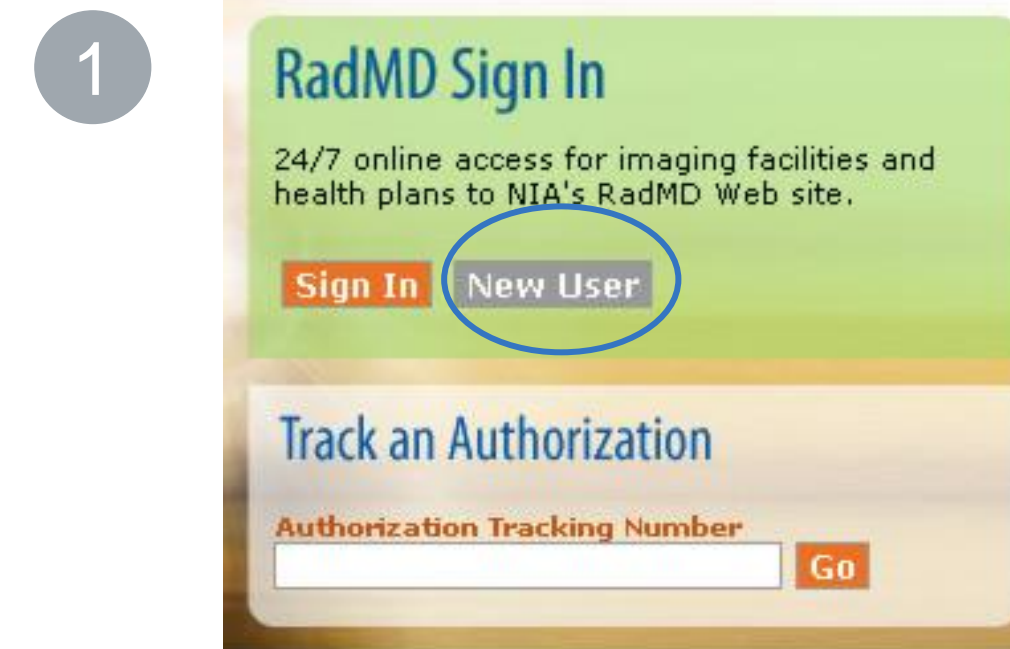 1
RadMD Sign In
24/7 online access for imaging facilities and
health plans to NIA's RadMD Web site.
Sign In New User
Track an Authorization
Authorization Tracking Number
Go